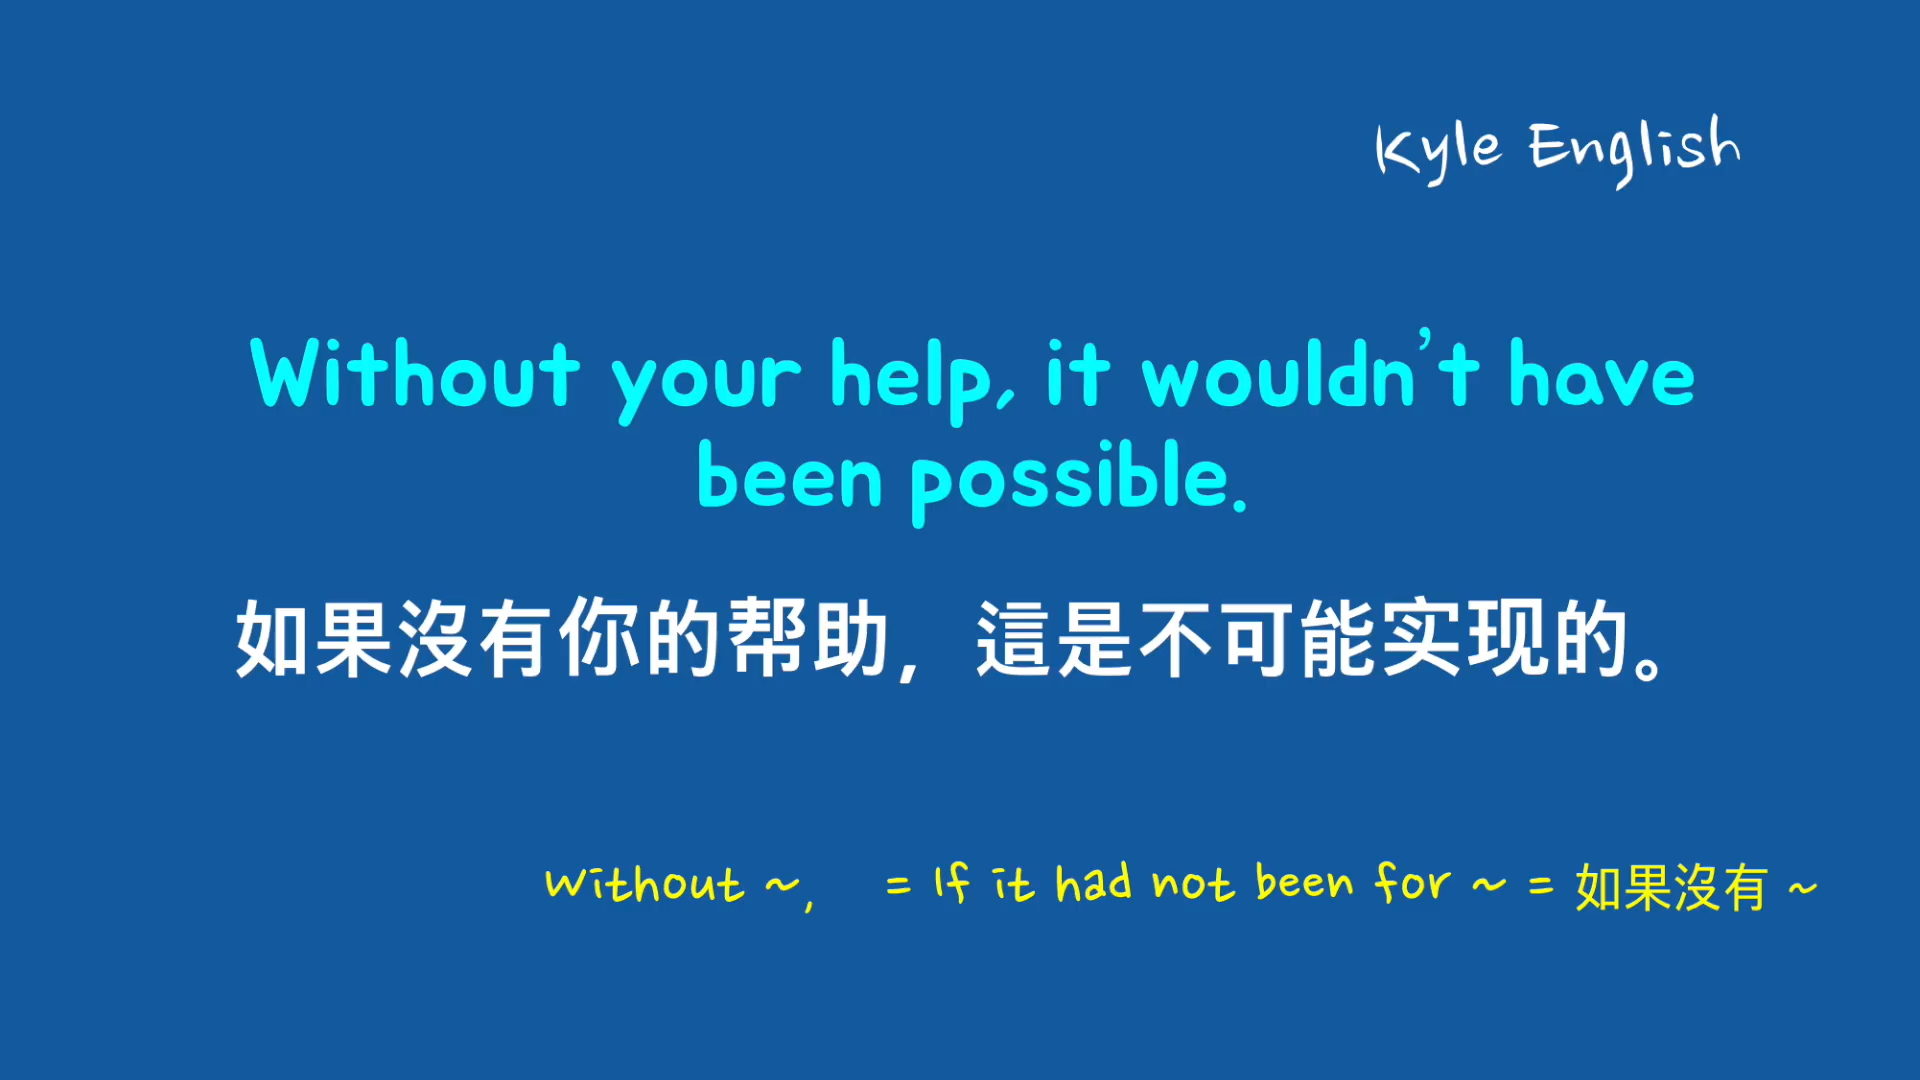 Kyle English
Without your help, it wouldn't have
been possible.
如果沒有你的帮助，這是不可能实现的。
without ~,    = If it had not been for ~ = 如果沒有 ~